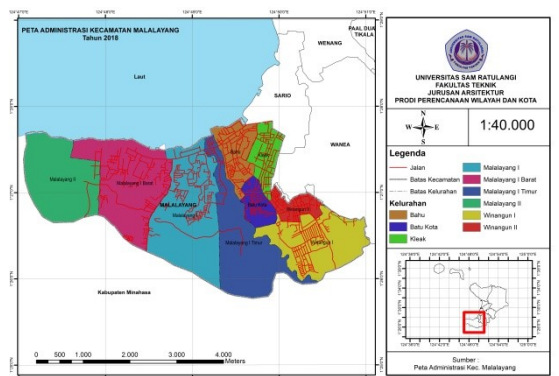 PETA ADMINISTRASI KECAMATAN MALALAYANG
Tahun 2018
PAAL DUA
TIKALA
WENANG
Laut
SARIO
WANEA
Bahu
Kleak
Malalayang II
Malalayang I Barat
MALALAYANG
Malalayang I
Batu Kota
Winangun II
Malalayang I Timur
Winangun I
Kabupaten Minahasa
0 500 1.000 2.000 3.000 4.000
Meters
UNIVERSITAS SAM RATULANGI
FAKULTAS TEKNIK
JURUSAN ARSITEKTUR
PRODI PERENCANAAN WILAYAH DAN KOTA
N
W E
S
1:40.000
Legenda
Jalan
Batas Kecamatan
Batas Kelurahan
Kelurahan
Bahu
Batu Kota
Kleak
Malalayang I
Malalayang I Barat
Malalayang I Timur
Malalayang II
Winangun I
Winangun II
Sumber :
Peta Administrasi Kec. Malalayang